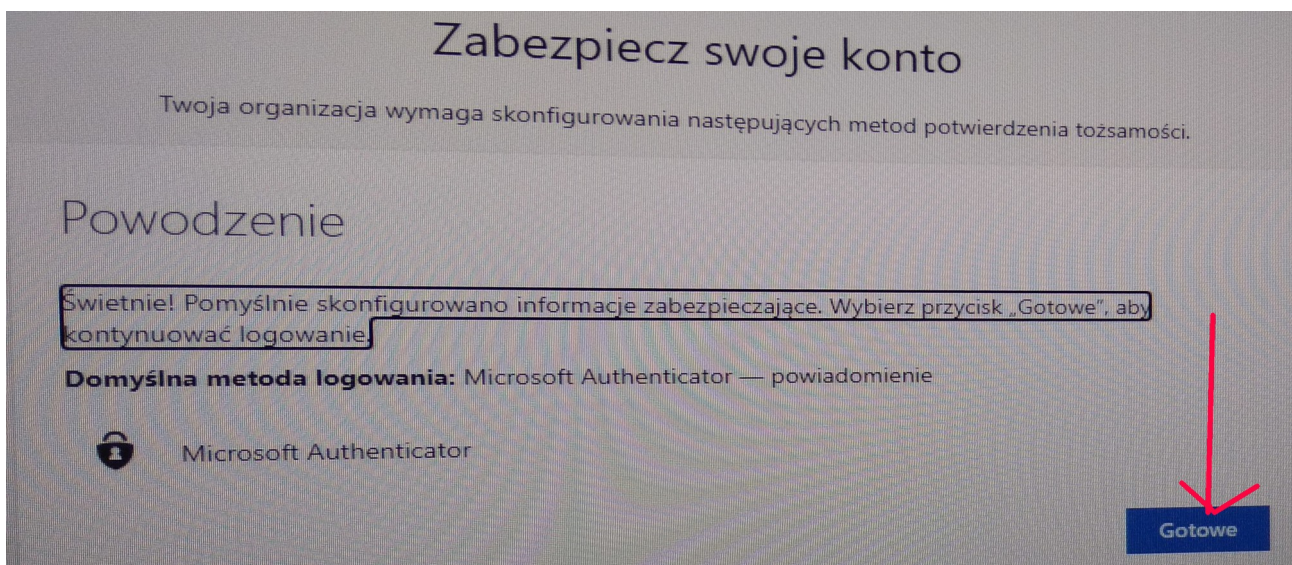 Zabezpiecz swoje konto
Twoja organizacja wymaga skonfigurowania następujących metod potwierdzenia tożsamości.
Powodzenie
Świetnie! Pomyślnie skonfigurowano informacje zabezpieczające. Wybierz przycisk „Gotowe”, aby
kontynuować logowanie.
Domyślna metoda logowania: Microsoft Authenticator — powiadomienie
Microsoft Authenticator
Gotowe